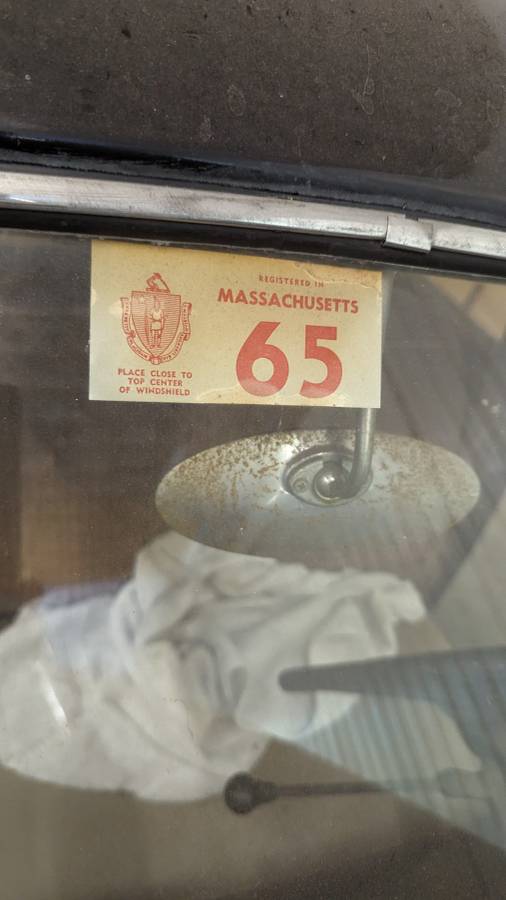 REGISTERED IN
MASSACHUSETTS
65
PLACE CLOSE TO
TOP CENTER
OF WINDSHIELD